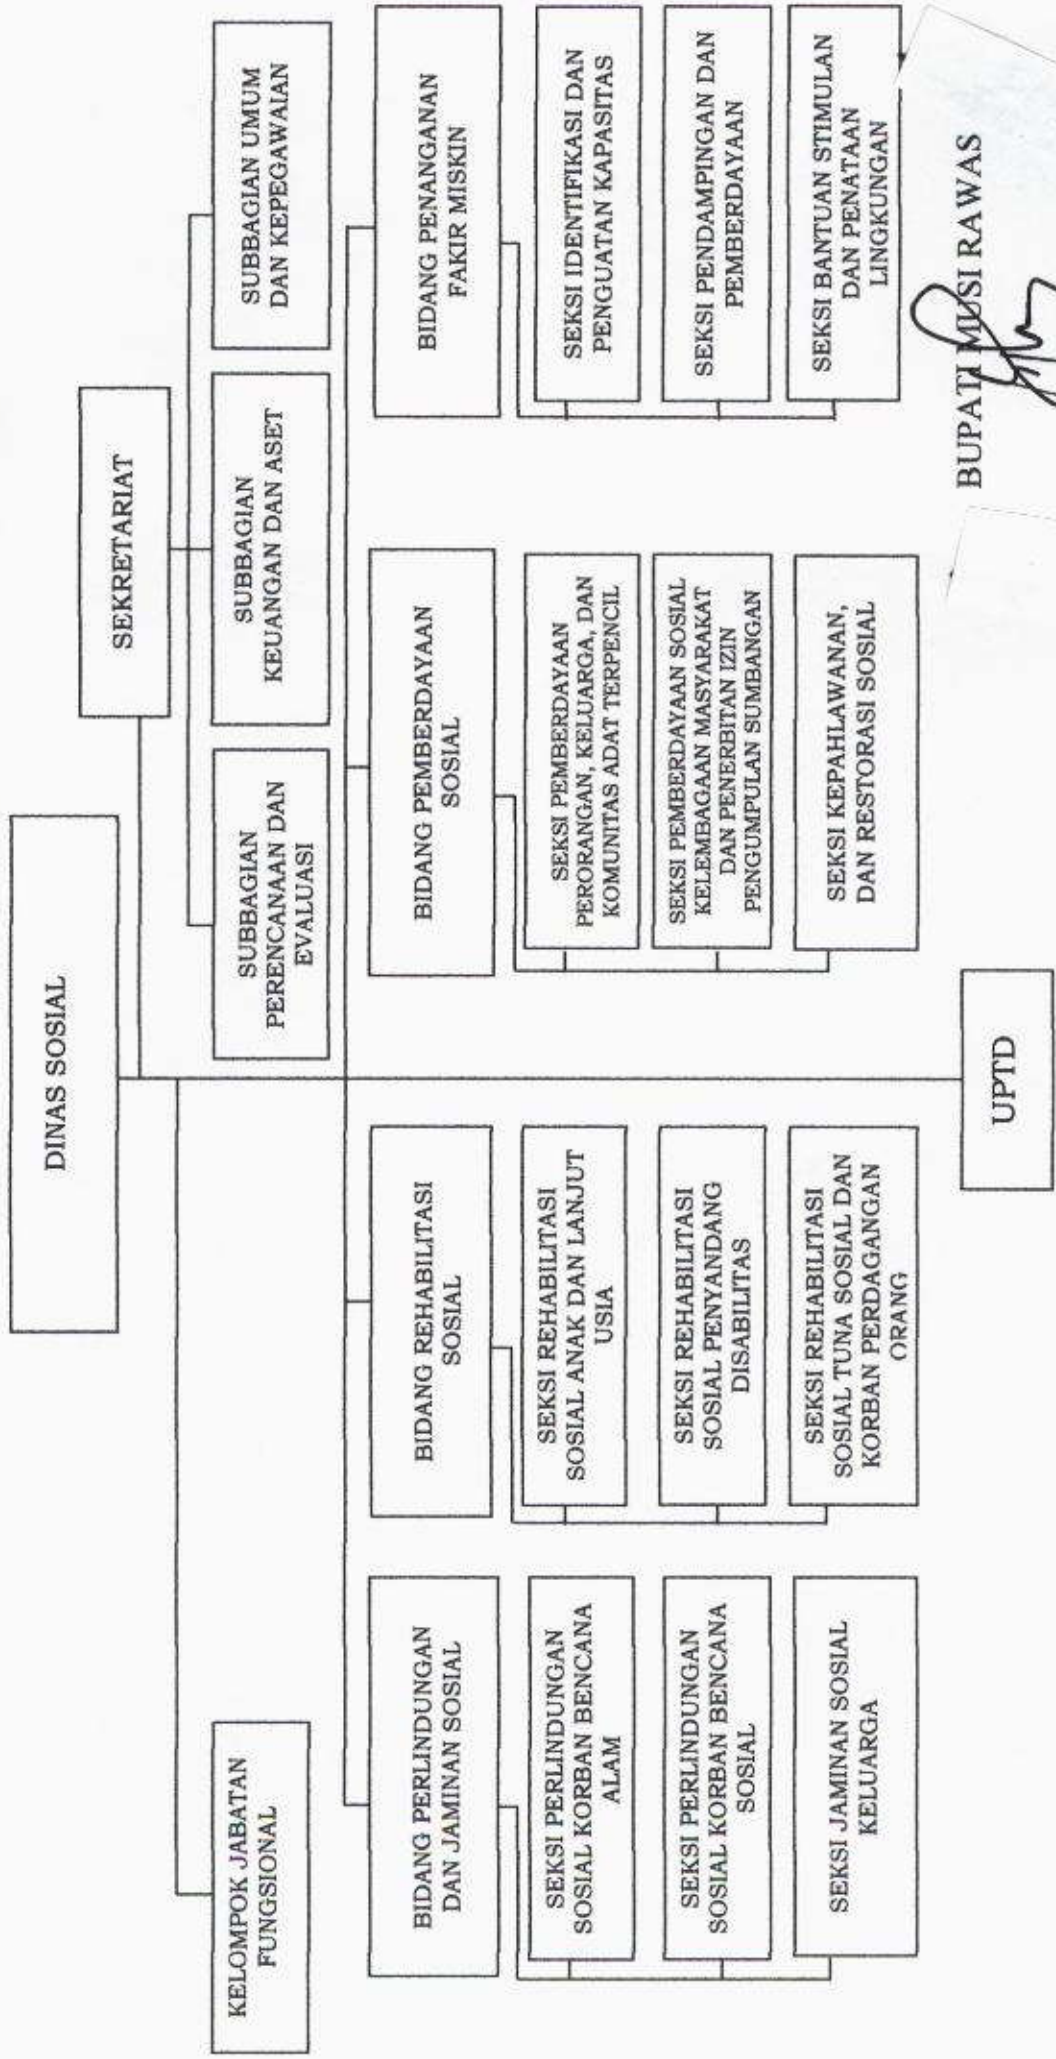 DINAS SOSIAL
SEKRETARIAT
KELOMPOK JABATAN
FUNGSIONAL
SUBBAGIAN
PERENCANAAN DAN
EVALUASI
SUBBAGIAN
KEUANGAN DAN ASET
SUBBAGIAN UMUM
DAN KEPEGAWAIAN
BIDANG PERLINDUNGAN
DAN JAMINAN SOSIAL
SEKSI PERLINDUNGAN
SOSIAL KORBAN BENCANA
ALAM
SEKSI PERLINDUNGAN
SOSIAL KORBAN BENCANA
SOSIAL
SEKSI JAMINAN SOSIAL
KELUARGA
BIDANG REHABILITASI
SOSIAL
SEKSI REHABILITASI
SOSIAL ANAK DAN LANJUT
USIA
SEKSI REHABILITASI
SOSIAL PENYANDANG
DISABILITAS
SEKSI REHABILITASI
SOSIAL TUNA SOSIAL DAN
KORBAN PERDAGANGAN
ORANG
BIDANG PEMBERDAYAAN
SOSIAL
SEKSI PEMBERDAYAAN
PERORANGAN, KELUARGA, DAN
KOMUNITAS ADAT TERPENCIL
SEKSI PEMBERDAYAAN SOSIAL
KELEMBAGAAN MASYARAKAT
DAN PENERBITAN IZIN
PENGUMPULAN SUMBANGAN
SEKSI KEPAHLAWANAN,
DAN RESTORASI SOSIAL
BIDANG PENANGANAN
FAKIR MISKIN
SEKSI IDENTIFIKASI DAN
PENGUATAN KAPASITAS
SEKSI PENDAMPINGAN DAN
PEMBERDAYAAN
SEKSI BANTUAN STIMULAN
DAN PENATAAN
LINGKUNGAN
UPTD
BUPATI MUSI RAWAS